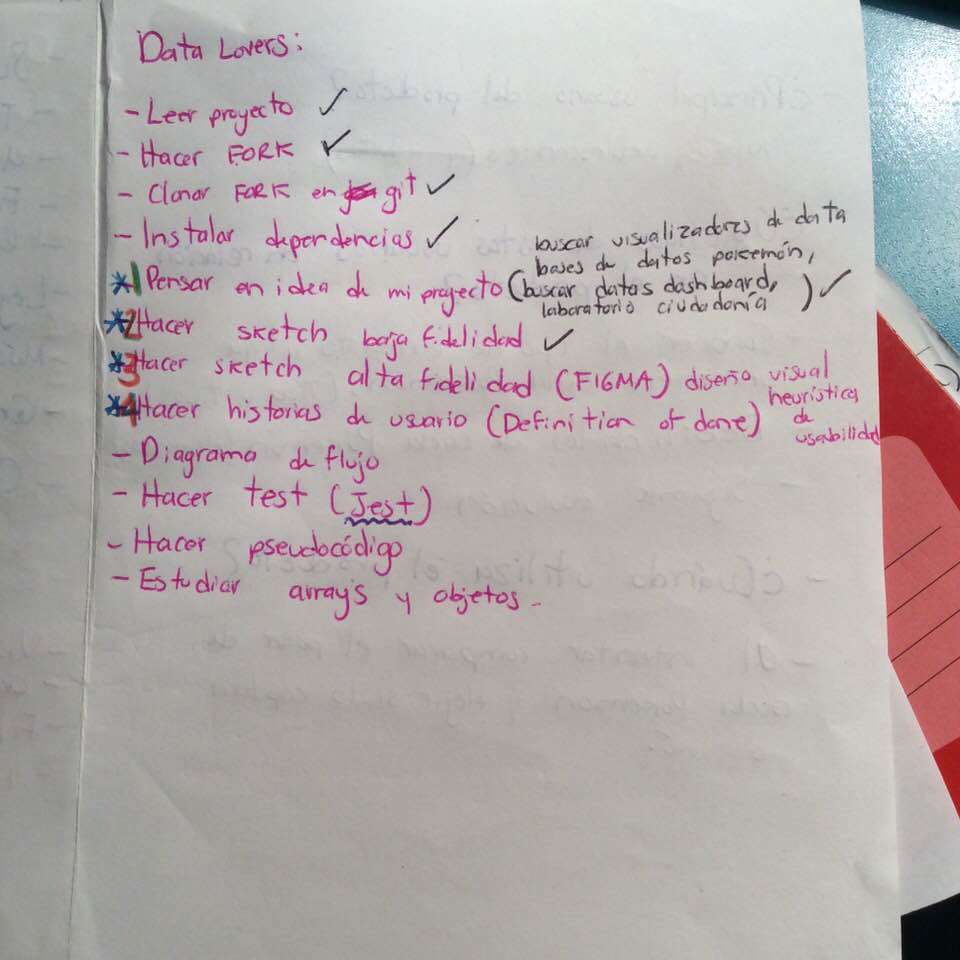 Data Lovers:
- Leer proyecto ✓
- Hacer FORK ✓
- Clonar FORK en git ✓
- Instalar dependencias ✓
buscar visualizadores de data
bases de datos pokemón,
*1 Pensar en idea de mi proyecto (buscar datos dashboard, ) ✓
laboratorio ciudadanía
*2 Hacer sketch baja fidelidad ✓
*3 Hacer sketch alta fidelidad (FIGMA) diseño visual
heurísticas
*4 Hacer historias de usuario (Definition of done) de
usabilidad
- Diagrama de flujo
- Hacer test (Jest)
- Hacer pseudocódigo
- Estudiar arrays y objetos.